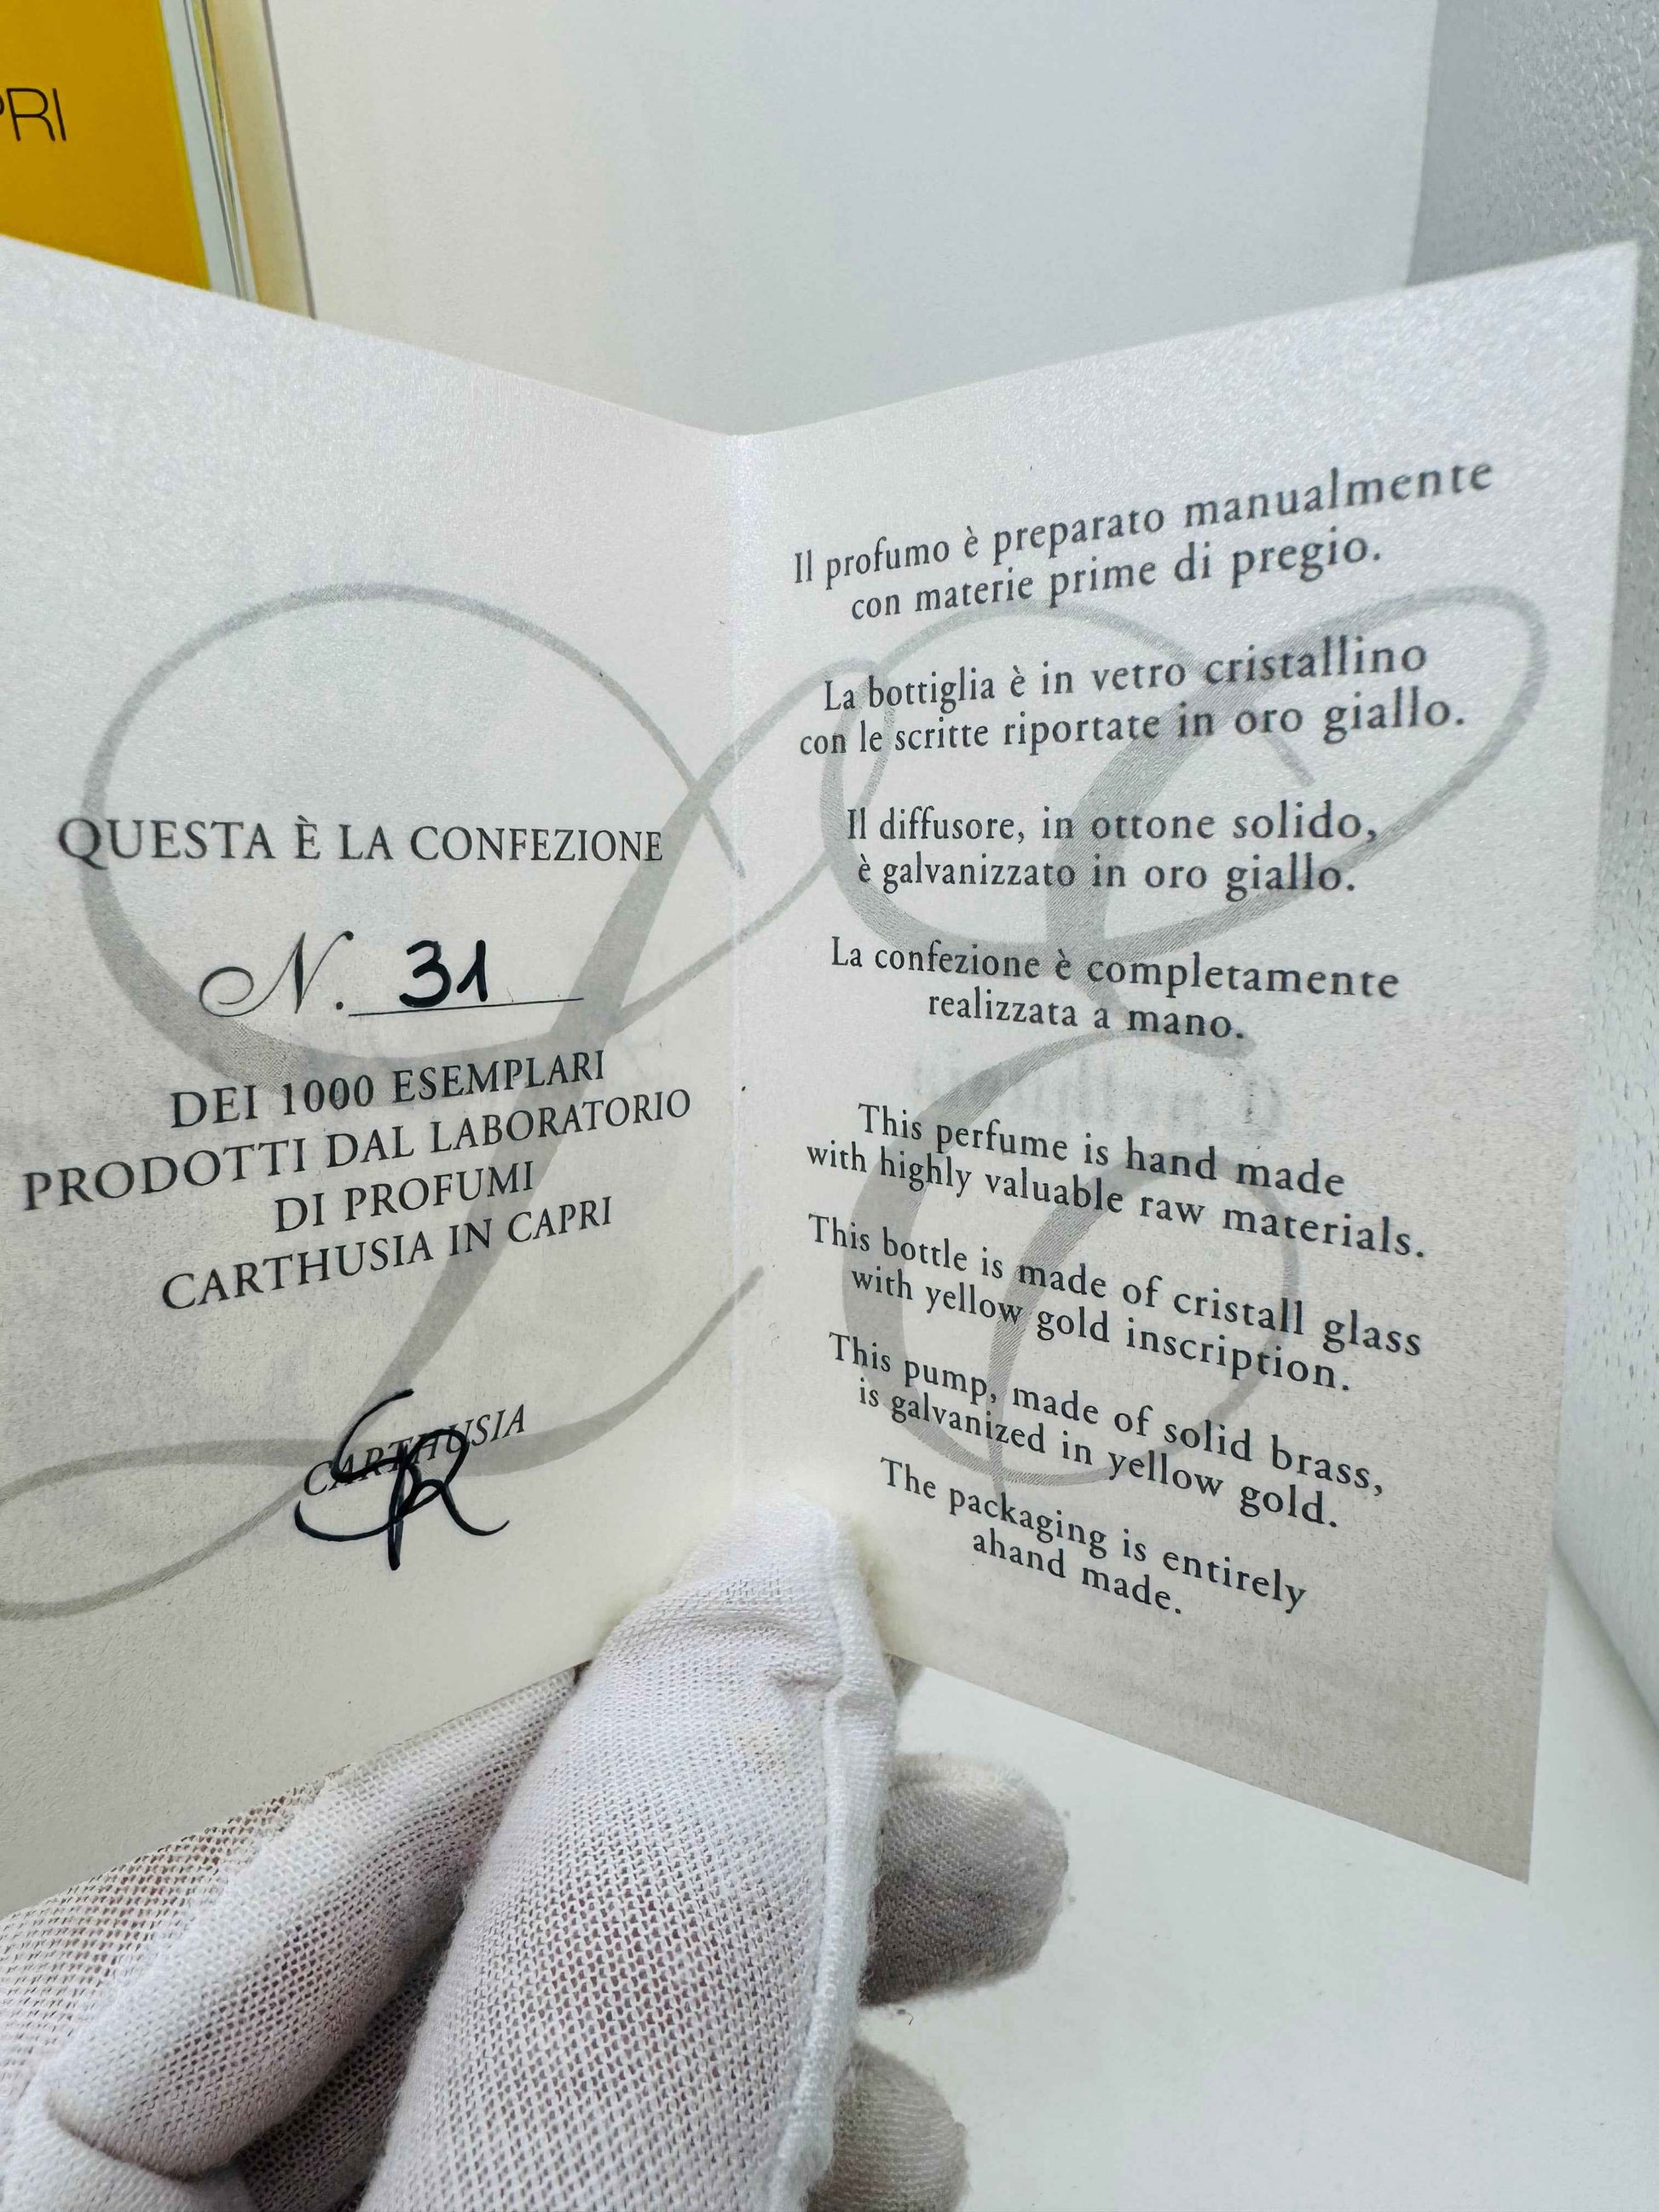 PRI
QUESTA È LA CONFEZIONE
N. 31
DEI 1000 ESEMPLARI
PRODOTTI DAL LABORATORIO
DI PROFUMI
CARTHUSIA IN CAPRI
CARTHUSIA
Il profumo è preparato manualmente
con materie prime di pregio.
La bottiglia è in vetro cristallino
con le scritte riportate in oro giallo.
Il diffusore, in ottone solido,
è galvanizzato in oro giallo.
La confezione è completamente
realizzata a mano.
This perfume is hand made
with highly valuable raw materials.
This bottle is made of cristall glass
with yellow gold inscription.
This pump, made of solid brass,
is galvanized in yellow gold.
The packaging is entirely
ahand made.